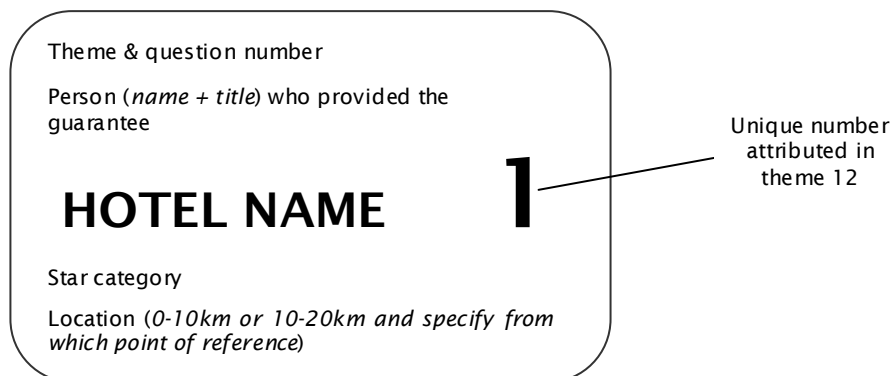 Theme & question number
Person (name + title) who provided the
guarantee
HOTEL NAME 1
Star category
Location (0-10km or 10-20km and specify from
which point of reference)
Unique number
attributed in
theme 12